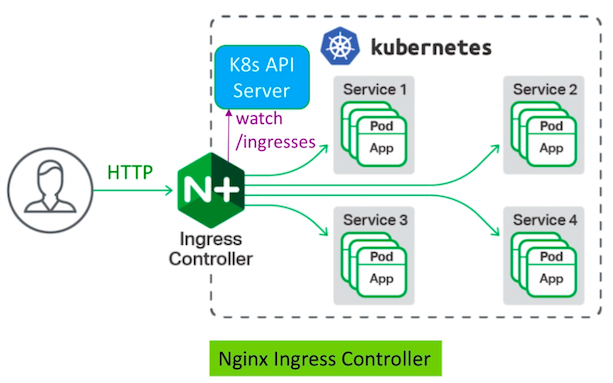 kubernetes
K8s API
Server
watch
/ingresses
HTTP
N+
Ingress
Controller
Service 1
Pod
App
Service 2
Pod
App
Service 3
Pod
App
Service 4
Pod
App
Nginx Ingress Controller